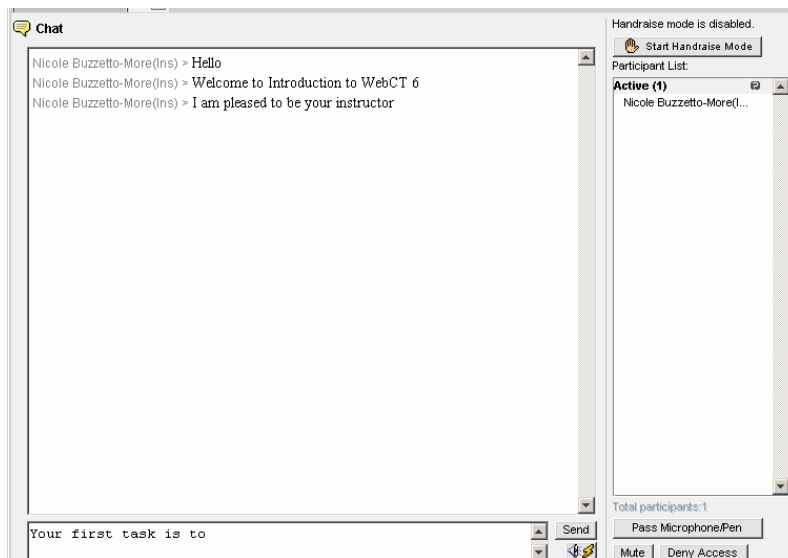 Chat
Nicole Buzzetto-More(Ins) > Hello
Nicole Buzzetto-More(Ins) > Welcome to Introduction to WebCT 6
Nicole Buzzetto-More(Ins) > I am pleased to be your instructor
Your first task is to
Send
Handraise mode is disabled.
Start Handraise Mode
Participant List:
Active (1)
Nicole Buzzetto-More(I...
Total participants:1
Pass Microphone/Pen
Mute
Deny Access